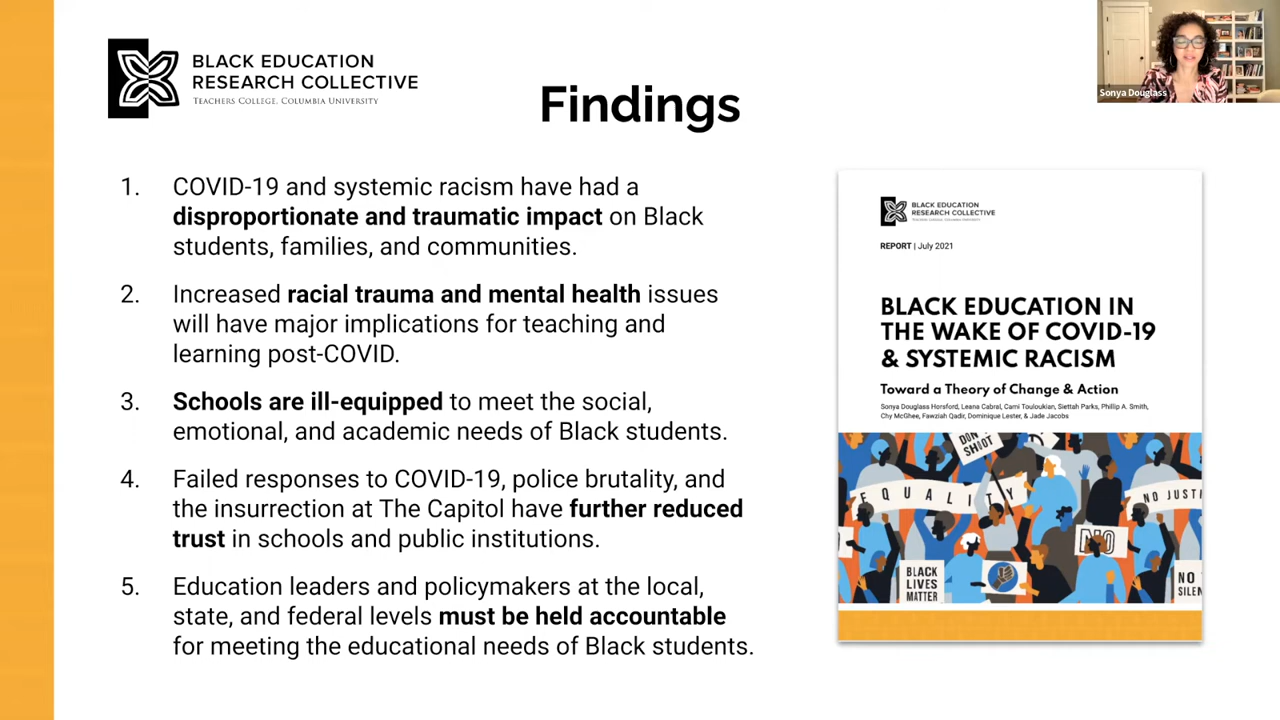 BLACK EDUCATION
RESEARCH COLLECTIVE
TEACHERS COLLEGE, COLUMBIA UNIVERSITY
Findings
Sonya Douglass
1. COVID-19 and systemic racism have had a
disproportionate and traumatic impact on Black
students, families, and communities.
2. Increased racial trauma and mental health issues
will have major implications for teaching and
learning post-COVID.
3. Schools are ill-equipped to meet the social,
emotional, and academic needs of Black students.
4. Failed responses to COVID-19, police brutality, and
the insurrection at The Capitol have further reduced
trust in schools and public institutions.
5. Education leaders and policymakers at the local,
state, and federal levels must be held accountable
for meeting the educational needs of Black students.
BLACK EDUCATION
RESEARCH COLLECTIVE
REPORT | July 2021
BLACK EDUCATION IN
THE WAKE OF COVID-19
& SYSTEMIC RACISM
Toward a Theory of Change & Action
Sonya Douglass Horsford, Leana Cabral, Cami Touloukian, Siettah Parks, Phillip A. Smith,
Chy McGhee, Fawziah Qadir, Dominique Lester, & Jade Jacobs
DON'T
SHOOT
EQUALITY
NO JUSTI
NO
BLACK
LIVES
MATTER
NO
SILEN